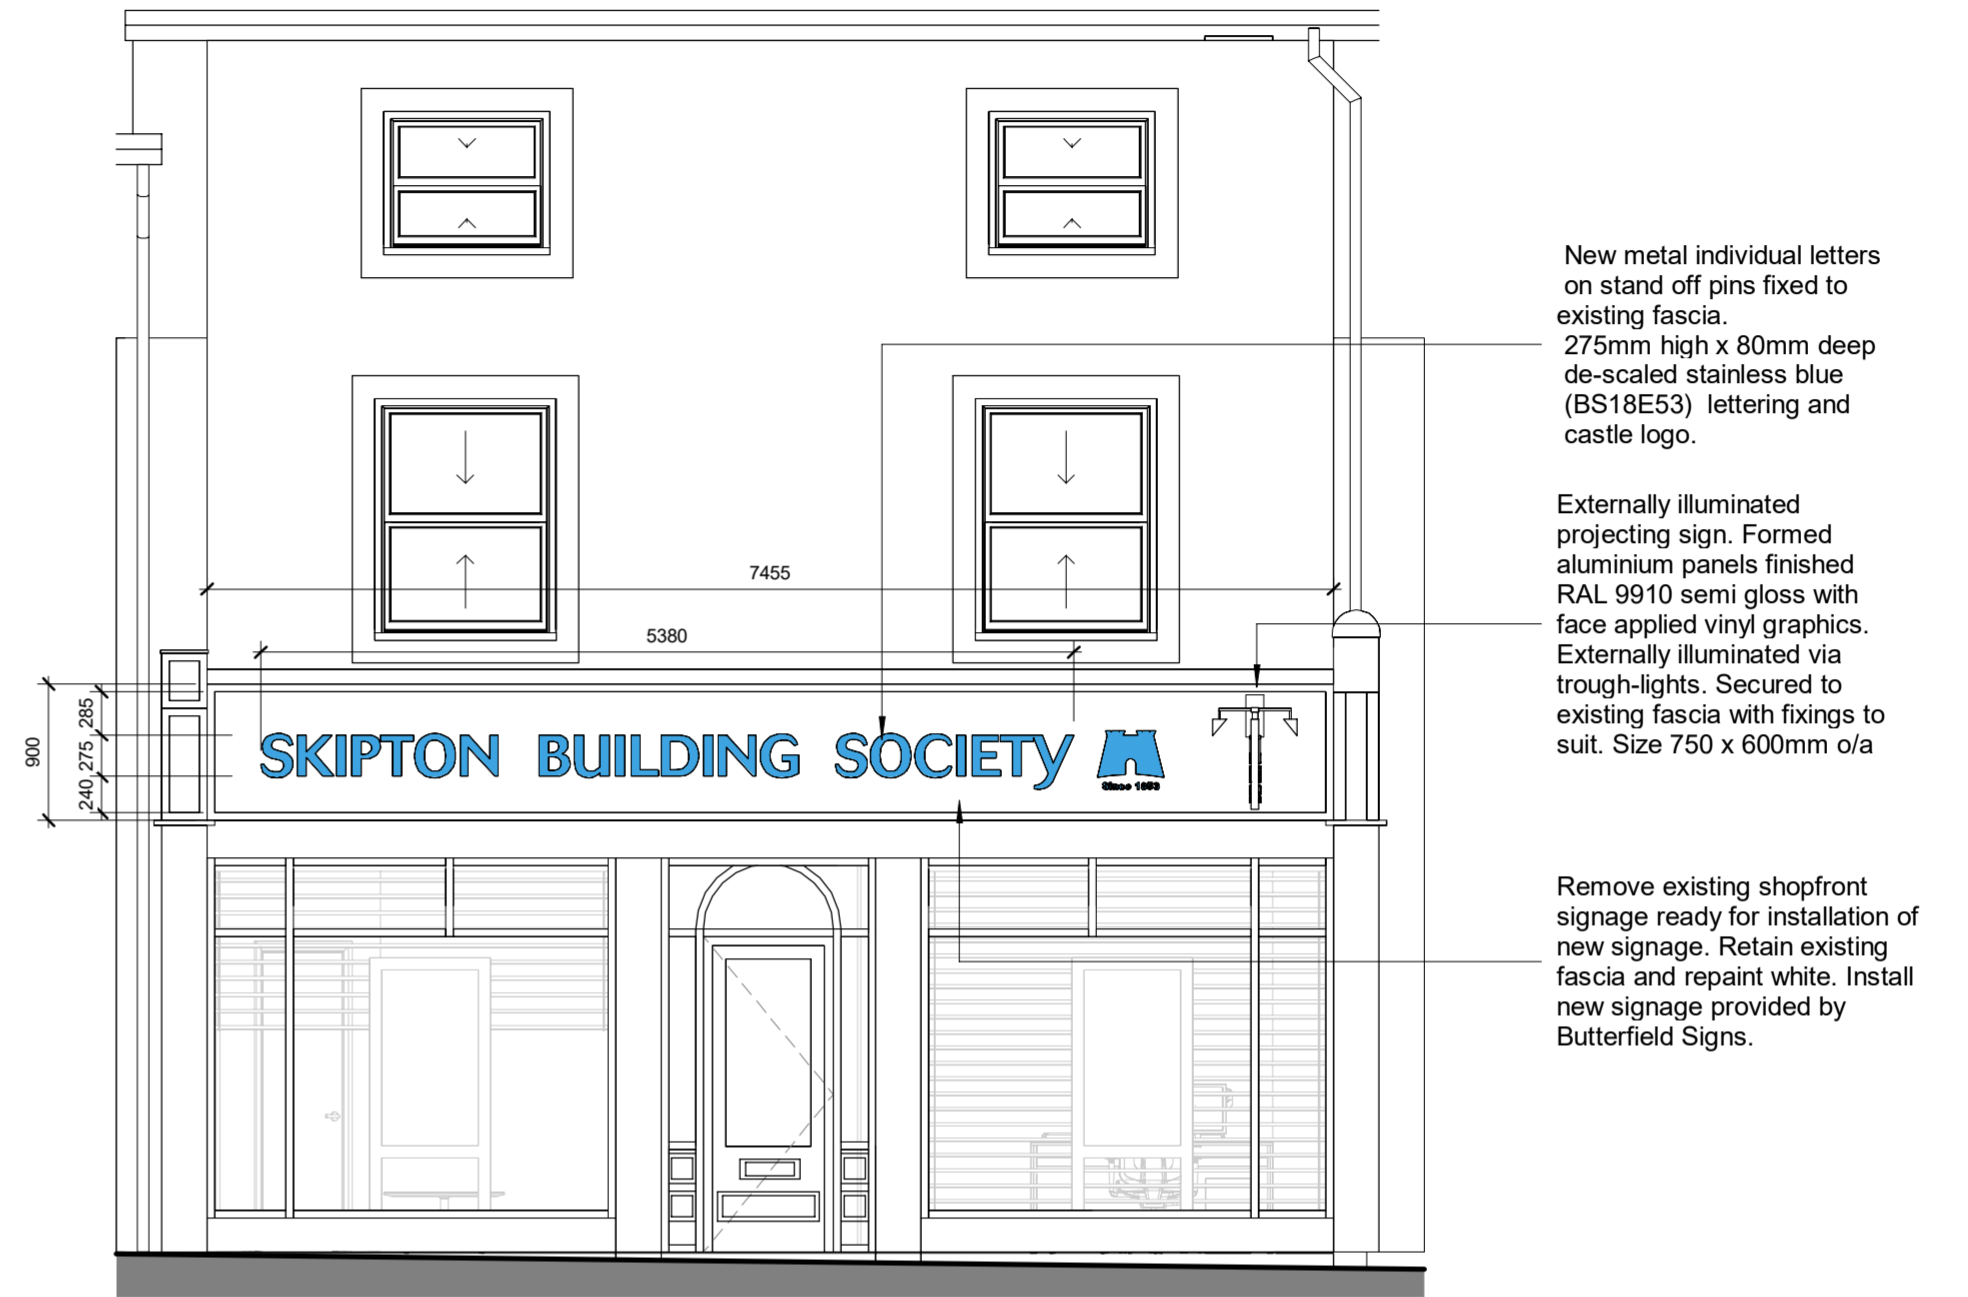 New metal individual letters
on stand off pins fixed to
existing fascia.
275mm high x 80mm deep
de-scaled stainless blue
(BS18E53) lettering and
castle logo.
Externally illuminated
projecting sign. Formed
aluminium panels finished
RAL 9910 semi gloss with
face applied vinyl graphics.
Externally illuminated via
trough-lights. Secured to
existing fascia with fixings to
suit. Size 750 x 600mm o/a
7455
5380
900
285
275
240
SKIPTON BUILDING SOCIETY
Since 1853
Remove existing shopfront
signage ready for installation of
new signage. Retain existing
fascia and repaint white. Install
new signage provided by
Butterfield Signs.